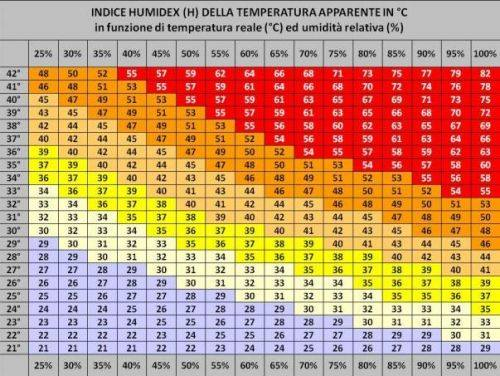 INDICE HUMIDEX (H) DELLA TEMPERATURA APPARENTE IN °C
in funzione di temperatura reale (°C) ed umidità relativa (%)
25% 30% 35% 40% 45% 50% 55% 60% 65% 70% 75% 80% 85% 90% 95% 100%
42° 48 50 52 55 57 59 62 64 66 68 71 73 75 77 79 82
41° 46 48 51 53 55 57 59 61 64 66 68 70 72 74 76 78
40° 45 47 49 51 53 55 57 59 61 63 65 67 69 71 73 75
39° 43 45 47 49 51 53 55 57 59 61 63 65 66 68 70 72
38° 42 44 45 47 49 51 53 55 56 58 60 62 63 65 67 69
37° 40 42 44 45 47 49 51 52 54 56 58 59 61 63 64 66
36° 39 40 42 44 45 47 49 50 52 54 55 57 58 60 62 63
35° 37 39 40 42 44 45 47 48 50 51 53 54 56 57 58 60
34° 36 37 39 40 42 43 44 46 48 49 51 52 53 55 56 58
33° 34 36 37 39 40 41 43 44 46 47 48 50 51 53 54 55
32° 33 34 36 37 38 40 41 42 44 45 46 48 49 50 51 53
31° 32 33 34 35 37 38 39 40 42 43 44 45 47 48 49 50
30° 30 32 33 34 35 36 37 39 40 41 42 43 45 46 47 48
29° 29 30 31 32 33 35 36 37 38 39 40 41 43 44 45 46
28° 28 29 30 31 32 33 34 35 36 37 38 39 41 42 43 44
27° 27 27 28 29 30 31 32 33 34 35 36 37 38 39 40 41
26° 26 26 27 28 29 30 31 32 33 34 34 35 36 37 38 39
25° 25 25 26 27 27 28 29 30 31 32 33 34 34 35 36 37
24° 24 24 24 25 26 27 28 28 29 30 31 32 33 33 34 35
23° 23 23 23 24 25 25 26 27 28 28 29 30 31 31 32 33
22° 22 22 22 22 23 24 25 25 26 27 27 28 29 30 30 31
21° 21 21 21 21 22 22 23 24 24 25 26 26 27 28 29 29
25% 30% 35% 40% 45% 50% 55% 60% 65% 70% 75% 80% 85% 90% 95% 100%